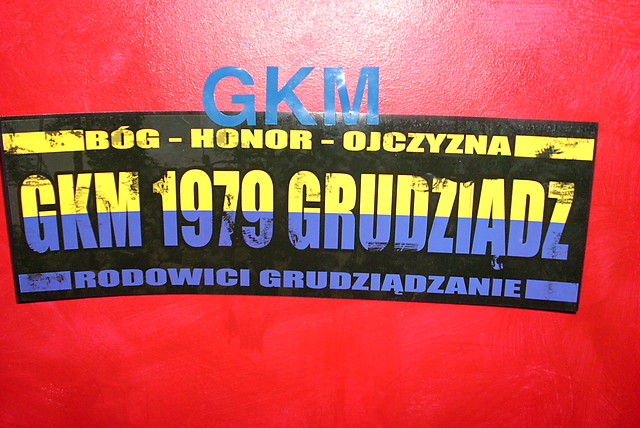 GKM
BÓG - HONOR - OJCZYZNA
GKM 1979 GRUDZIĄDZ
RODOWICI GRUDZIĄDZANIE